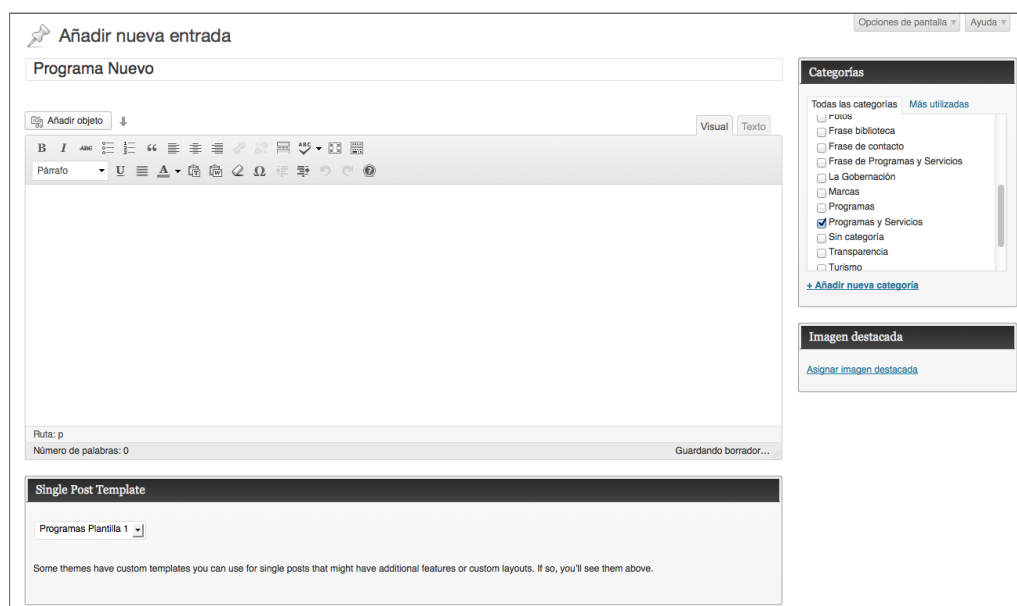 Opciones de pantalla
Ayuda
Añadir nueva entrada
Programa Nuevo
Añadir objeto
Visual
Texto
B I ABC
ABC
Párrafo
U A
Ω
Ruta: p
Número de palabras: 0
Guardando borrador...
Single Post Template
Programas Plantilla 1
Some themes have custom templates you can use for single posts that might have additional features or custom layouts. If so, you'll see them above.
Categorías
Todas las categorías
Más utilizadas
Fotos
Frase biblioteca
Frase de contacto
Frase de Programas y Servicios
La Gobernación
Marcas
Programas
Programas y Servicios
Sin categoría
Transparencia
Turismo
+ Añadir nueva categoría
Imagen destacada
Asignar imagen destacada